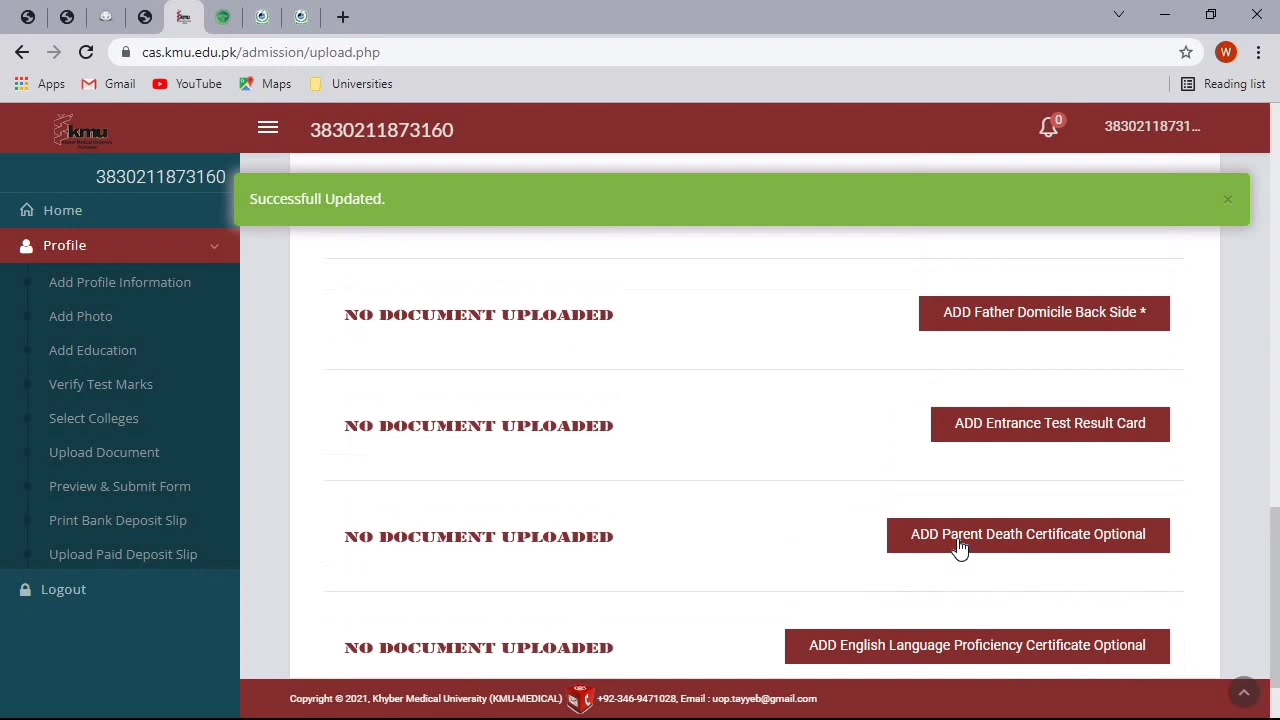 cas.kmu.edu.pk/admission/upload.php
W
Apps Gmail YouTube Maps Universities Reading list
kmu
3830211873160
0
38302118731...
3830211873160
Successfull Updated. ×
Home
Profile
Add Profile Information
Add Photo
Add Education
Verify Test Marks
Select Colleges
Upload Document
Preview & Submit Form
Print Bank Deposit Slip
Upload Paid Deposit Slip
Logout
NO DOCUMENT UPLOADED ADD Father Domicile Back Side *
NO DOCUMENT UPLOADED ADD Entrance Test Result Card
NO DOCUMENT UPLOADED ADD Parent Death Certificate Optional
NO DOCUMENT UPLOADED ADD English Language Proficiency Certificate Optional
Copyright © 2021, Khyber Medical University (KMU-MEDICAL) +92-346-9471028, Email : uop.tayyeb@gmail.com